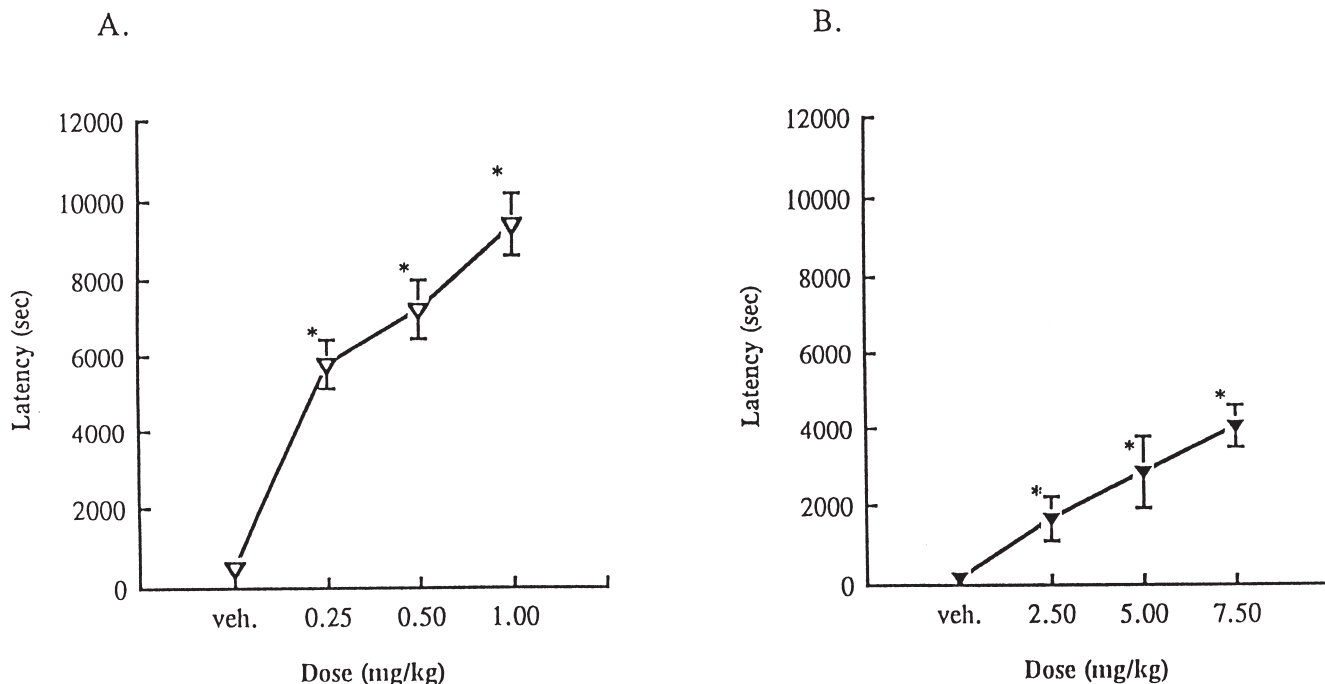 A.
12000
10000
8000
6000
4000
2000
0
Latency (sec)
*
*
*
veh. 0.25 0.50 1.00
Dose (mg/kg)
B.
12000
10000
8000
6000
4000
2000
0
Latency (sec)
*
*
*
veh. 2.50 5.00 7.50
Dose (mg/kg)